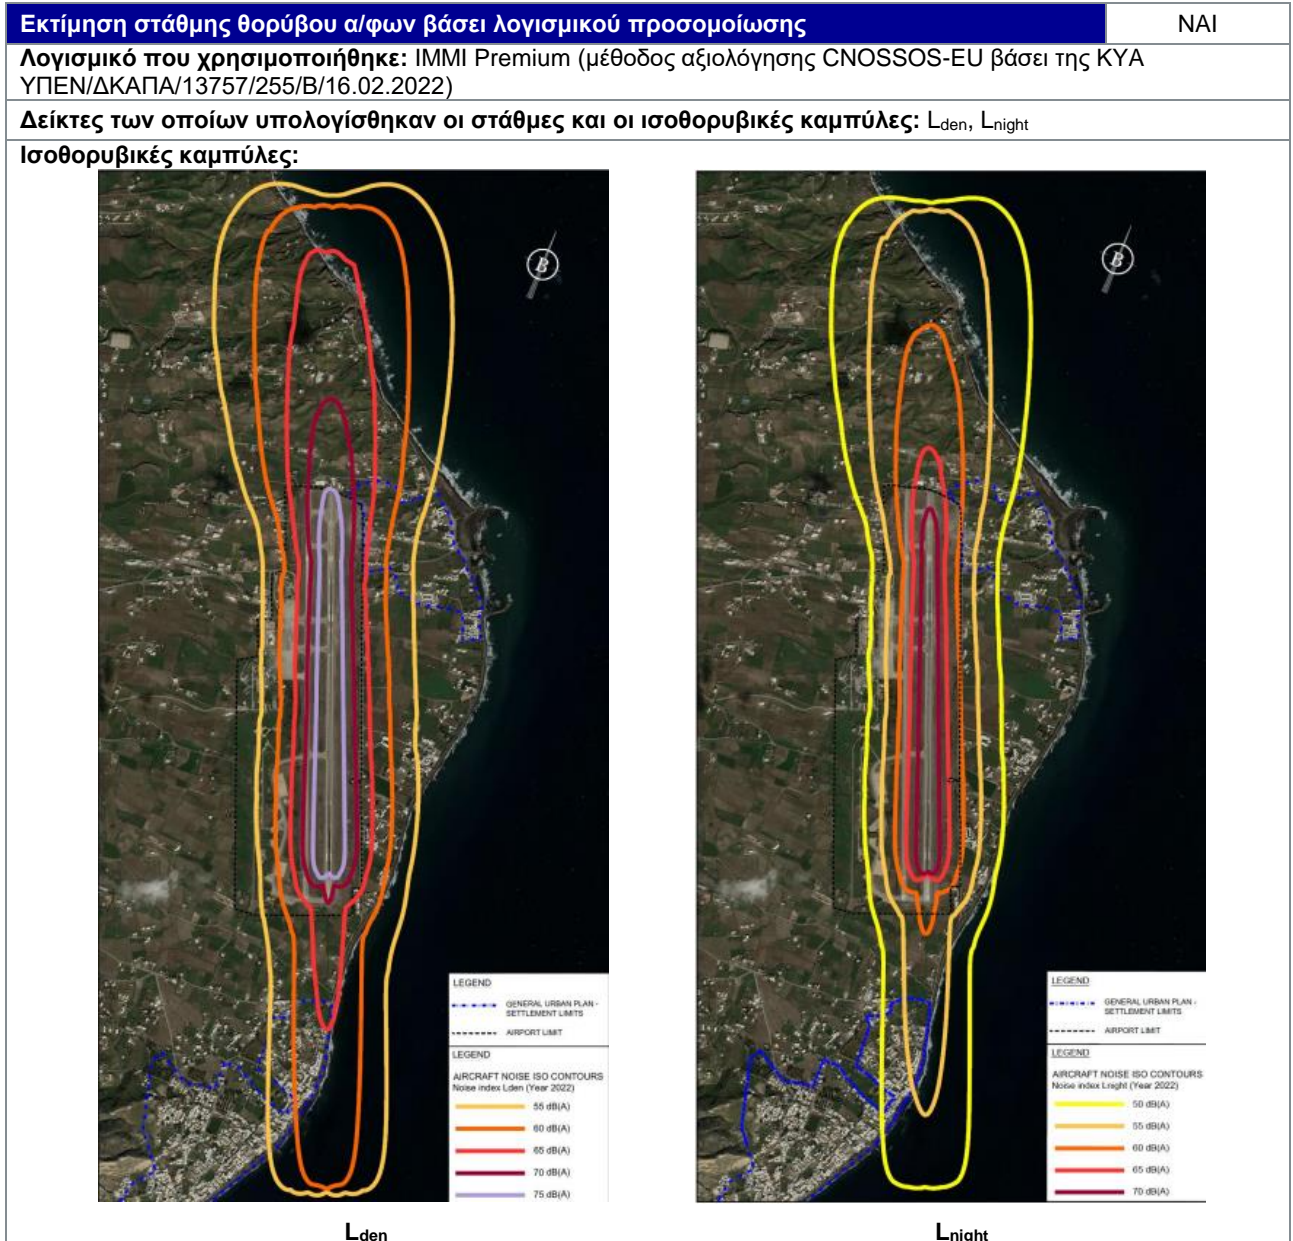 Εκτίμηση στάθμης θορύβου α/φων βάσει λογισμικού προσομοίωσης ΝΑΙ
Λογισμικό που χρησιμοποιήθηκε: IMMI Premium (μέθοδος αξιολόγησης CNOSSOS-EU βάσει της ΚΥΑ
ΥΠΕΝ/ΔΚΑΠΑ/13757/255/Β/16.02.2022)
Δείκτες των οποίων υπολογίσθηκαν οι στάθμες και οι ισοθορυβικές καμπύλες: Lden, Lnight
Ισοθορυβικές καμπύλες:
B
LEGEND
GENERAL URBAN PLAN -
SETTLEMENT LIMITS
AIRPORT LIMIT
LEGEND
AIRCRAFT NOISE ISO CONTOURS
Noise index Lden (Year 2022)
55 dB(A)
60 dB(A)
65 dB(A)
70 dB(A)
75 dB(A)
Lden
B
LEGEND
GENERAL URBAN PLAN -
SETTLEMENT LIMITS
AIRPORT LIMIT
LEGEND
AIRCRAFT NOISE ISO CONTOURS
Noise index Lnight (Year 2022)
50 dB(A)
55 dB(A)
60 dB(A)
65 dB(A)
70 dB(A)
Lnight